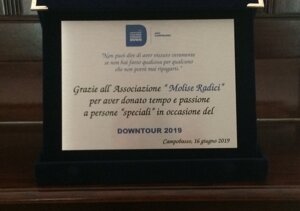 "Non puoi dire di aver vissuto veramente
se non hai fatto qualcosa per qualcuno
che non potrà mai ripagarti."
Grazie all'Associazione "Molise Radici"
per aver donato tempo e passione
a persone "speciali" in occasione del
DOWNTOUR 2019
Campobasso, 16 giugno 2019